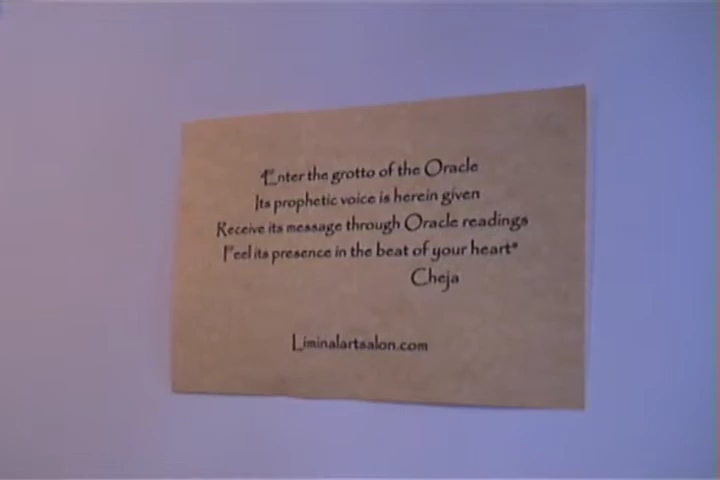 Enter the grotto of the Oracle
Its prophetic voice is herein given
Receive its message through Oracle readings
Feel its presence in the beat of your heart"
Cheja
Liminalartsalon.com